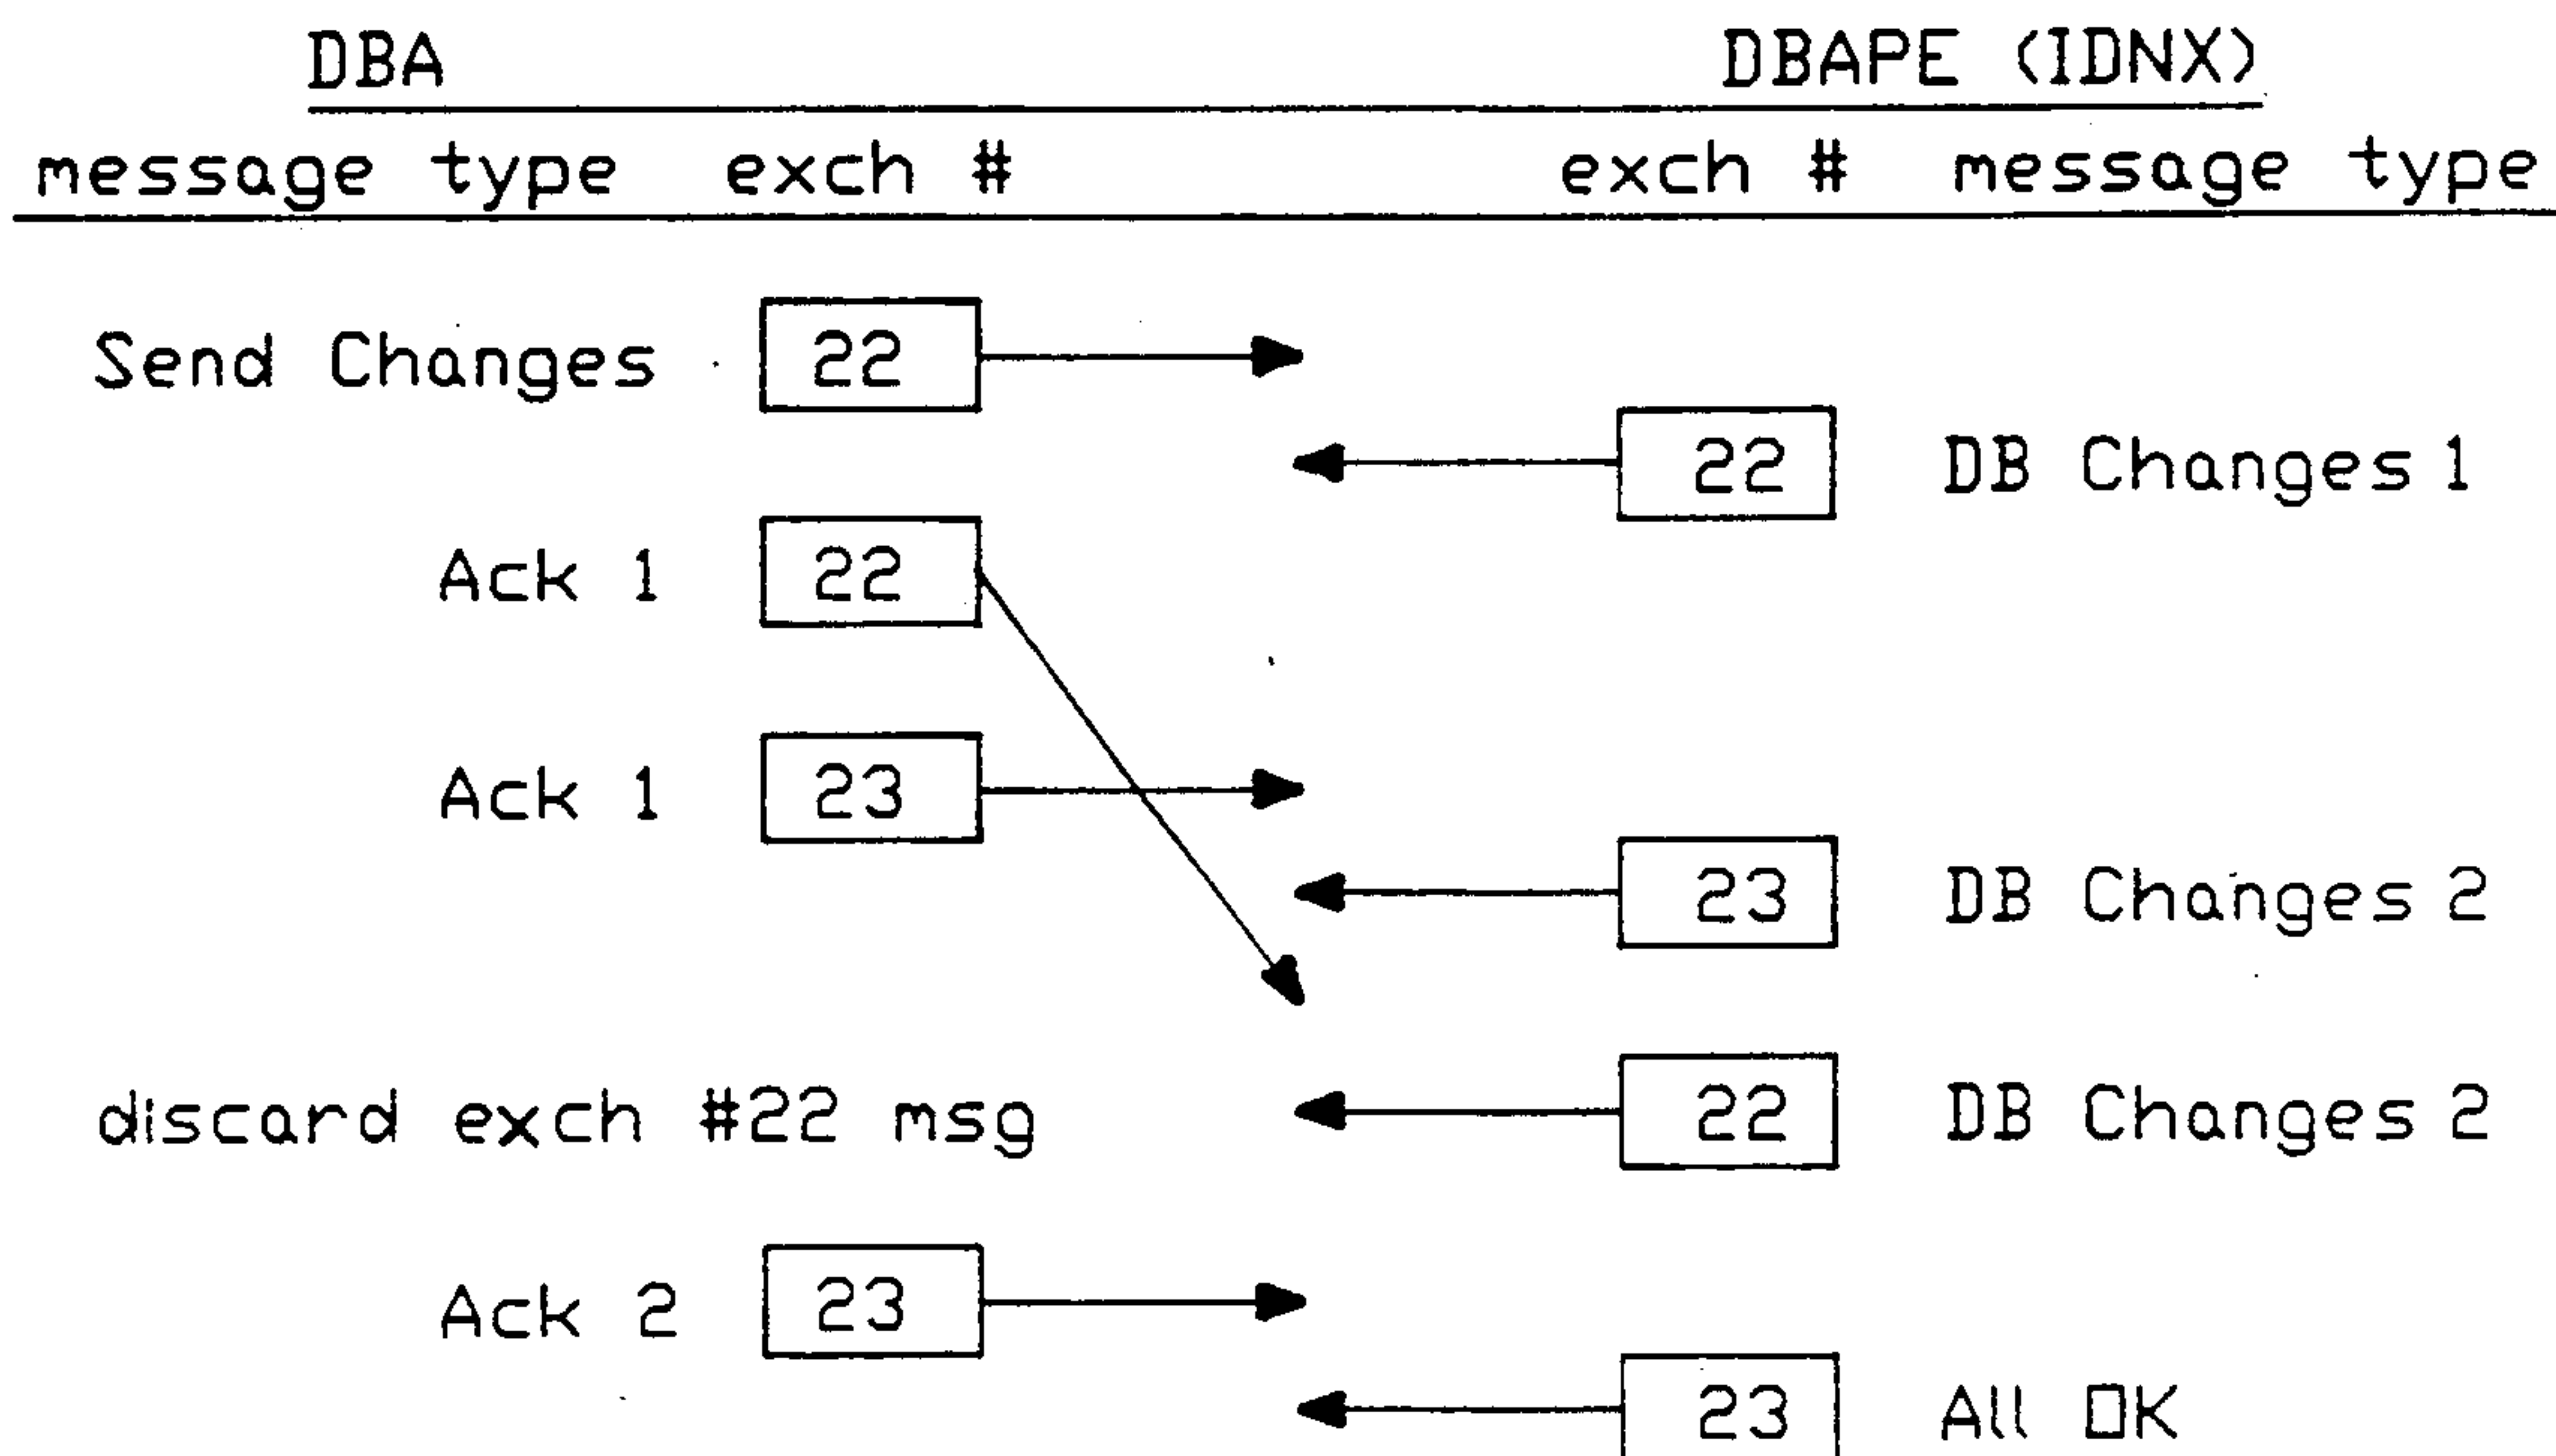 DBA DBAPE (IDNX)
message type exch # exch # message type
Send Changes 22
22 DB Changes 1
Ack 1 22
Ack 1 23
23 DB Changes 2
discard exch #22 msg 22 DB Changes 2
Ack 2 23
23 All OK